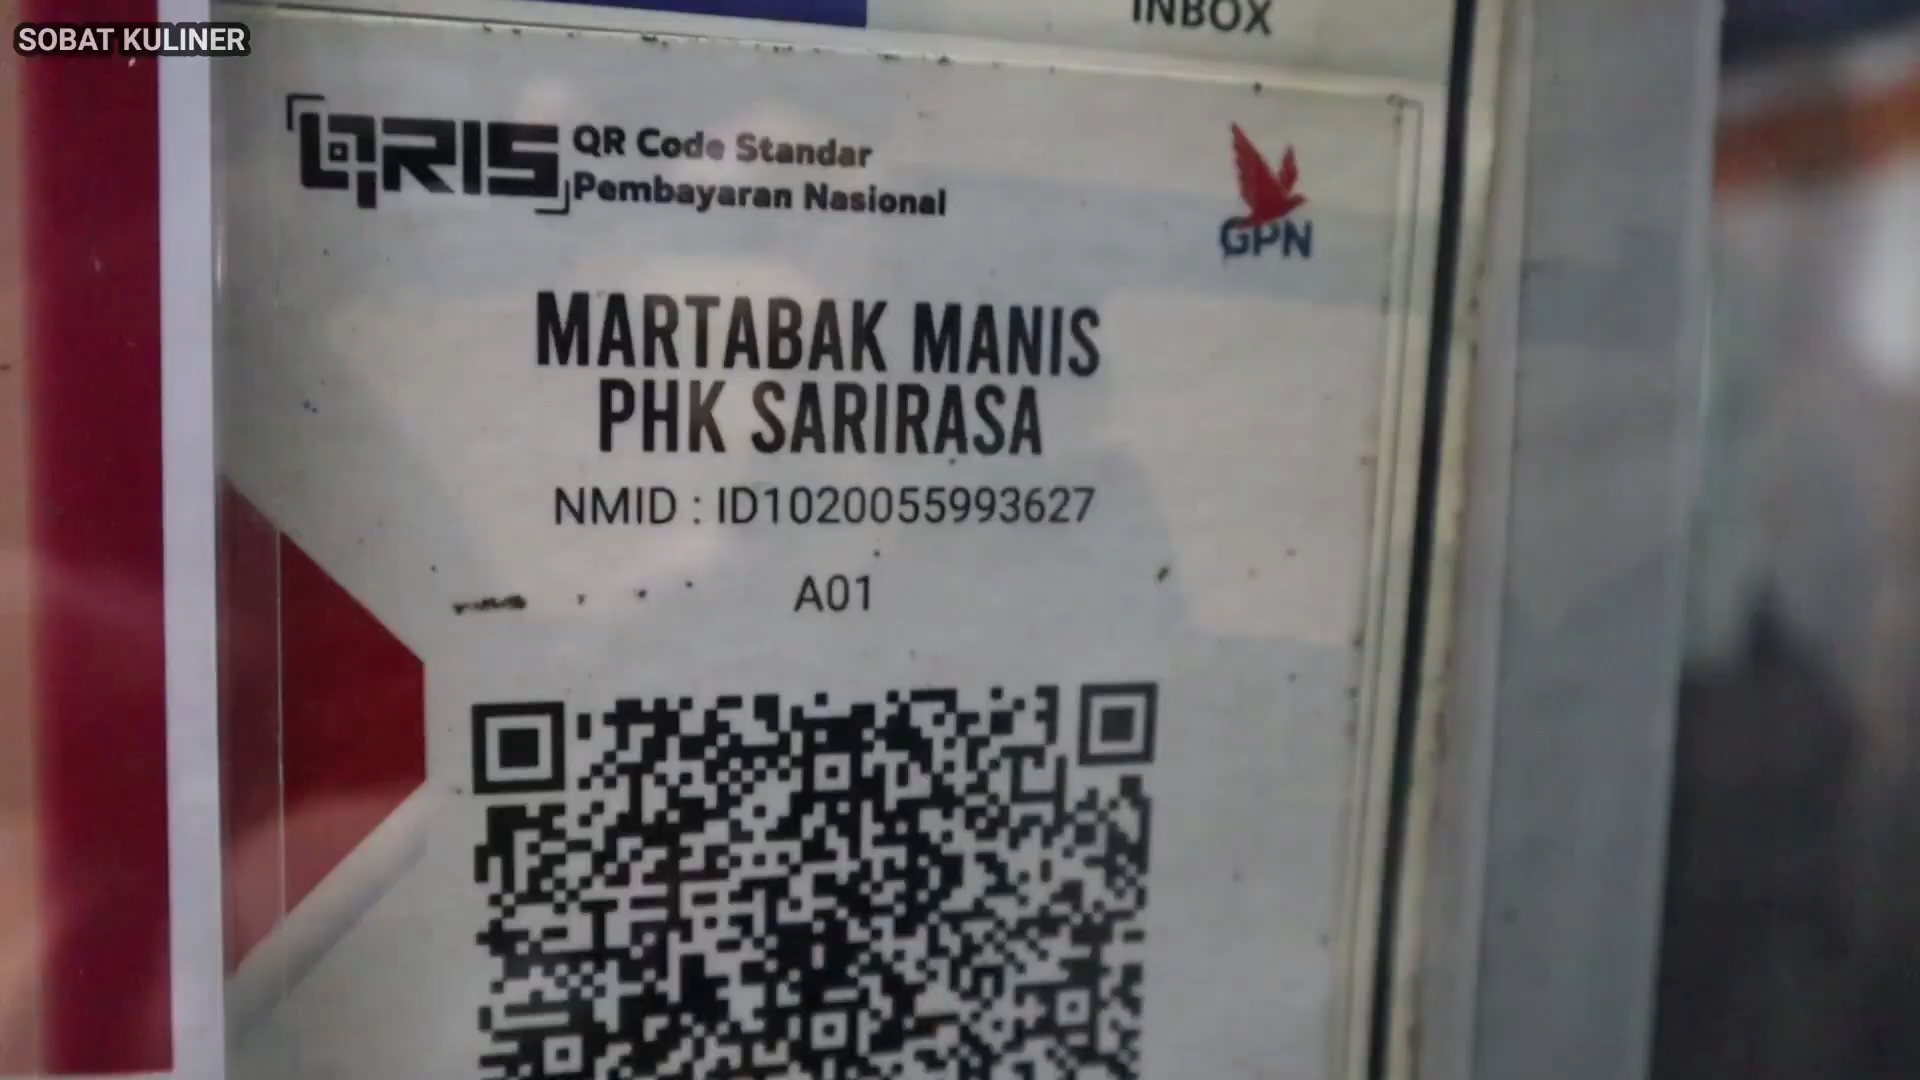 SOBAT KULINER
INBOX
QRIS QR Code Standar
Pembayaran Nasional
GPN
MARTABAK MANIS
PHK SARIRASA
NMID : ID1020055993627
A01